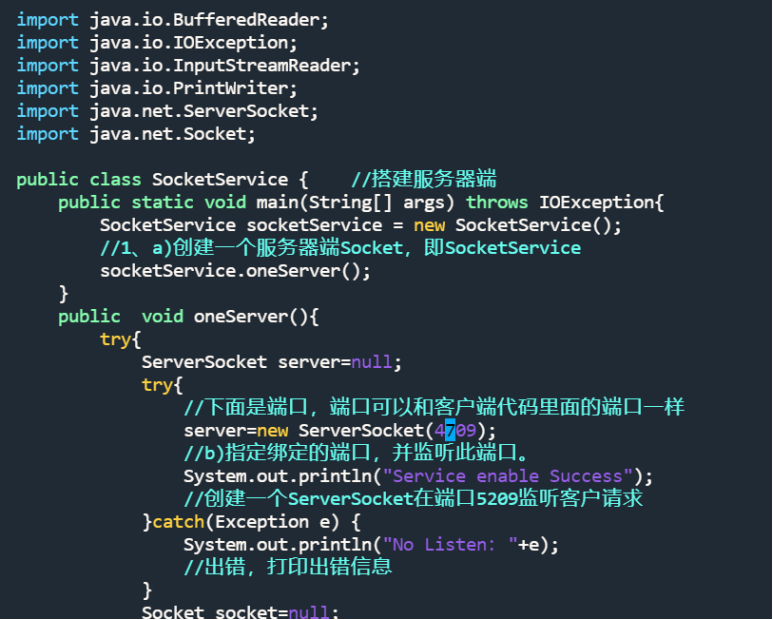 import java.io.BufferedReader;
import java.io.IOException;
import java.io.InputStreamReader;
import java.io.PrintWriter;
import java.net.ServerSocket;
import java.net.Socket;

public class SocketService {    //搭建服务器端
    public static void main(String[] args) throws IOException{
        SocketService socketService = new SocketService();
        //1、a)创建一个服务器端Socket，即SocketService
        socketService.oneServer();
    }
    public  void oneServer(){
        try{
            ServerSocket server=null;
            try{
                //下面是端口，端口可以和客户端代码里面的端口一样
                server=new ServerSocket(4709);
                //b)指定绑定的端口，并监听此端口。
                System.out.println("Service enable Success");
                //创建一个ServerSocket在端口5209监听客户请求
            }catch(Exception e) {
                System.out.println("No Listen: "+e);
                //出错，打印出错信息
            }
            Socket socket=null;